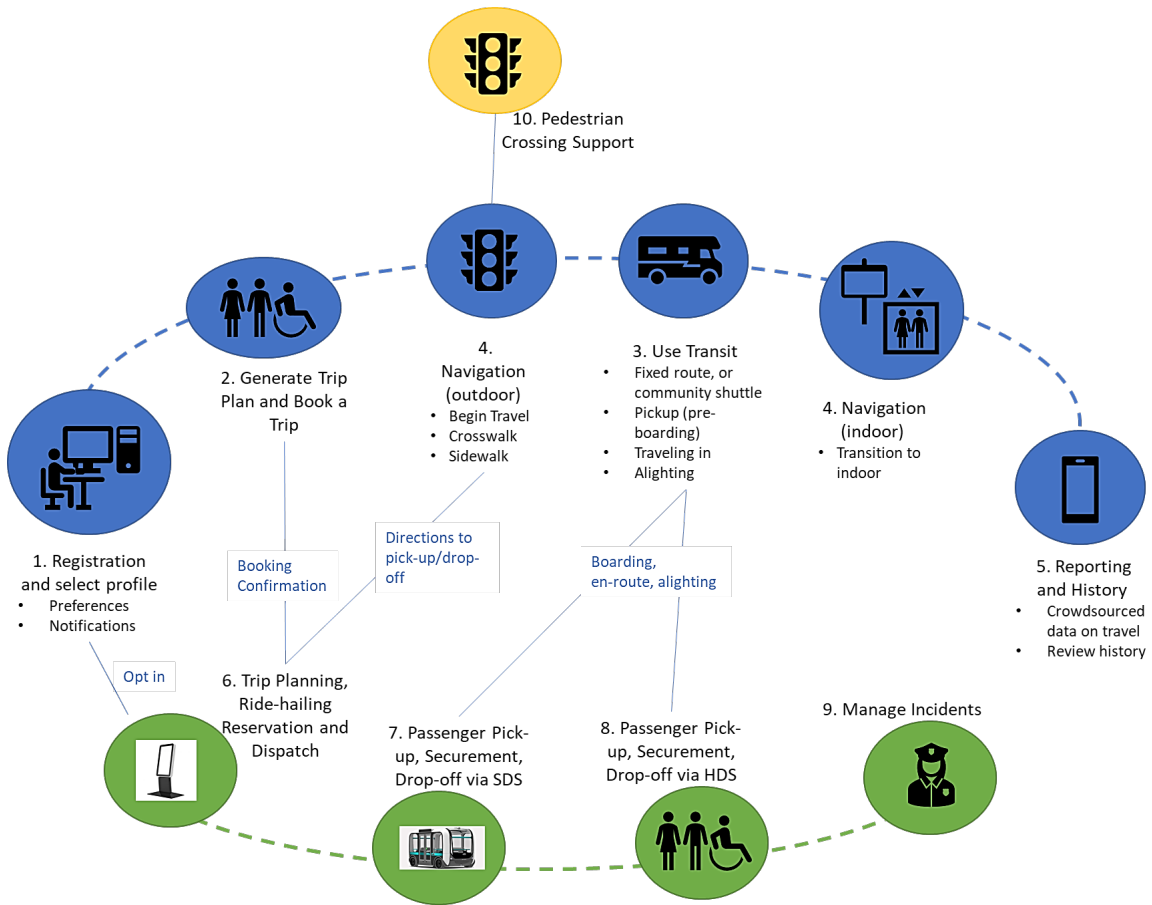 10. Pedestrian
Crossing Support
2. Generate Trip
Plan and Book a
Trip
4.
Navigation
(outdoor)
• Begin Travel
• Crosswalk
• Sidewalk
3. Use Transit
• Fixed route, or
community shuttle
• Pickup (pre-
boarding)
• Traveling in
• Alighting
4. Navigation
(indoor)
• Transition to
indoor
1. Registration
and select profile
• Preferences
• Notifications
5. Reporting
and History
• Crowdsourced
data on travel
• Review history
Booking
Confirmation
Directions to
pick-up/drop-
off
Boarding,
en-route, alighting
Opt in
6. Trip Planning,
Ride-hailing
Reservation and
Dispatch
7. Passenger Pick-
up, Securement,
Drop-off via SDS
8. Passenger Pick-
up, Securement,
Drop-off via HDS
9. Manage Incidents